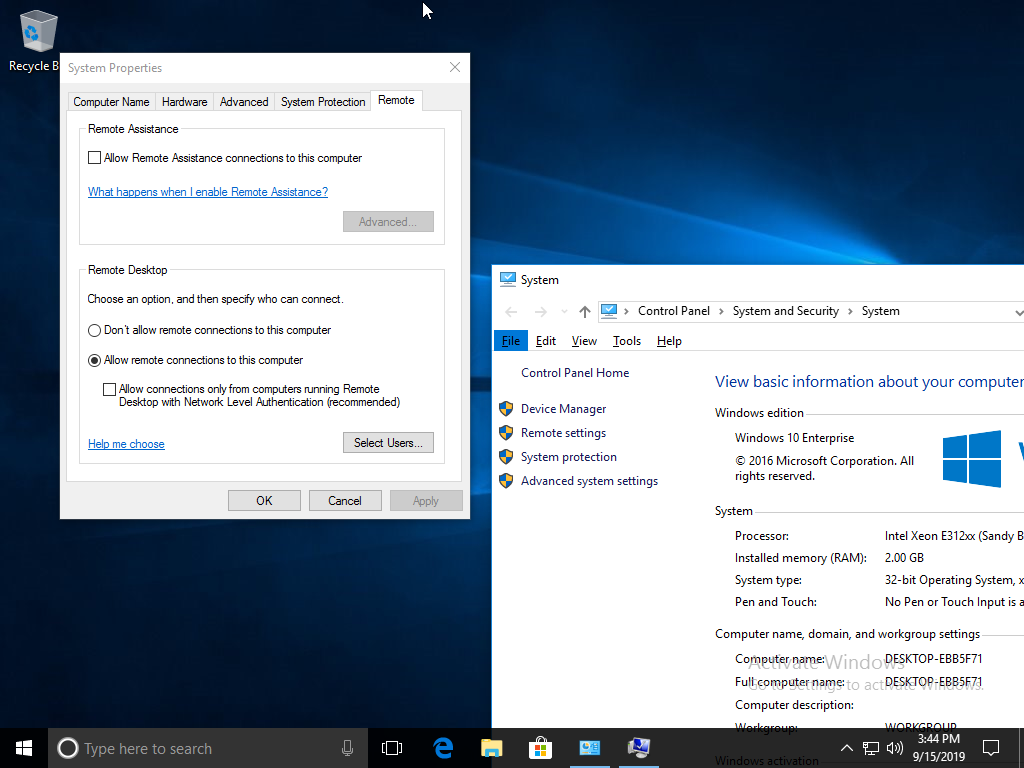 Recycle B
System Properties
Computer Name
Hardware
Advanced
System Protection
Remote
Remote Assistance
Allow Remote Assistance connections to this computer
What happens when I enable Remote Assistance?
Advanced...
Remote Desktop
Choose an option, and then specify who can connect.
Don't allow remote connections to this computer
Allow remote connections to this computer
Allow connections only from computers running Remote
Desktop with Network Level Authentication (recommended)
Help me choose
Select Users...
OK
Cancel
Apply
System
Control Panel
System and Security
System
File
Edit
View
Tools
Help
Control Panel Home
Device Manager
Remote settings
System protection
Advanced system settings
View basic information about your computer
Windows edition
Windows 10 Enterprise
© 2016 Microsoft Corporation. All
rights reserved.
System
Processor: Intel Xeon E312xx (Sandy B
Installed memory (RAM): 2.00 GB
System type: 32-bit Operating System, x
Pen and Touch: No Pen or Touch Input is a
Computer name, domain, and workgroup settings
Computer name: DESKTOP-EBB5F71
Full computer name: DESKTOP-EBB5F71
Computer description:
Workgroup: WORKGROUP
Windows activation
Activate Windows
Go to Settings to activate Windows.
Type here to search
3:44 PM
9/15/2019